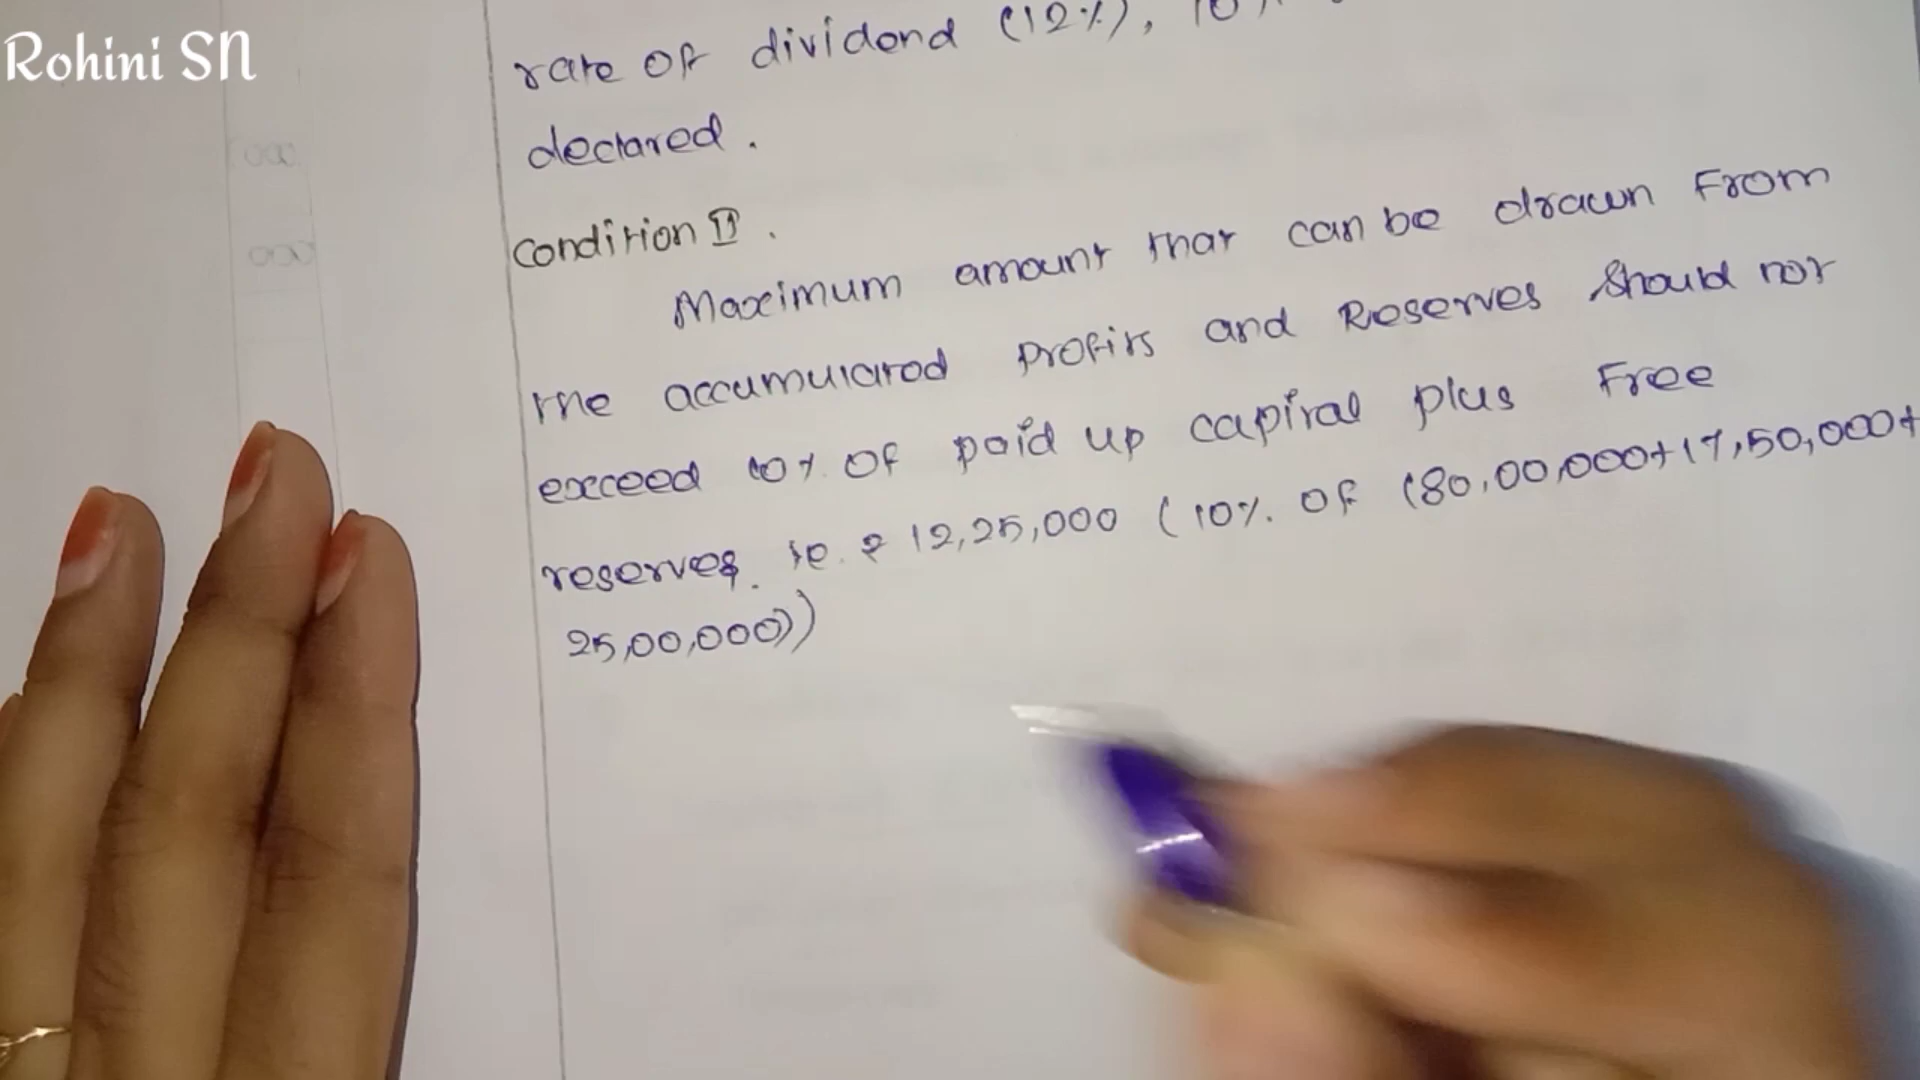 Rohini SN
rate of dividend (12%), 10%
declared.
Condition II.
Maximum amount that can be drawn From
the accumulated profits and Reserves should not
exceed 10% of paid up capital plus Free
reserves ie. ₹ 12,25,000 (10% of (80,00,000+17,50,000+
25,00,000))